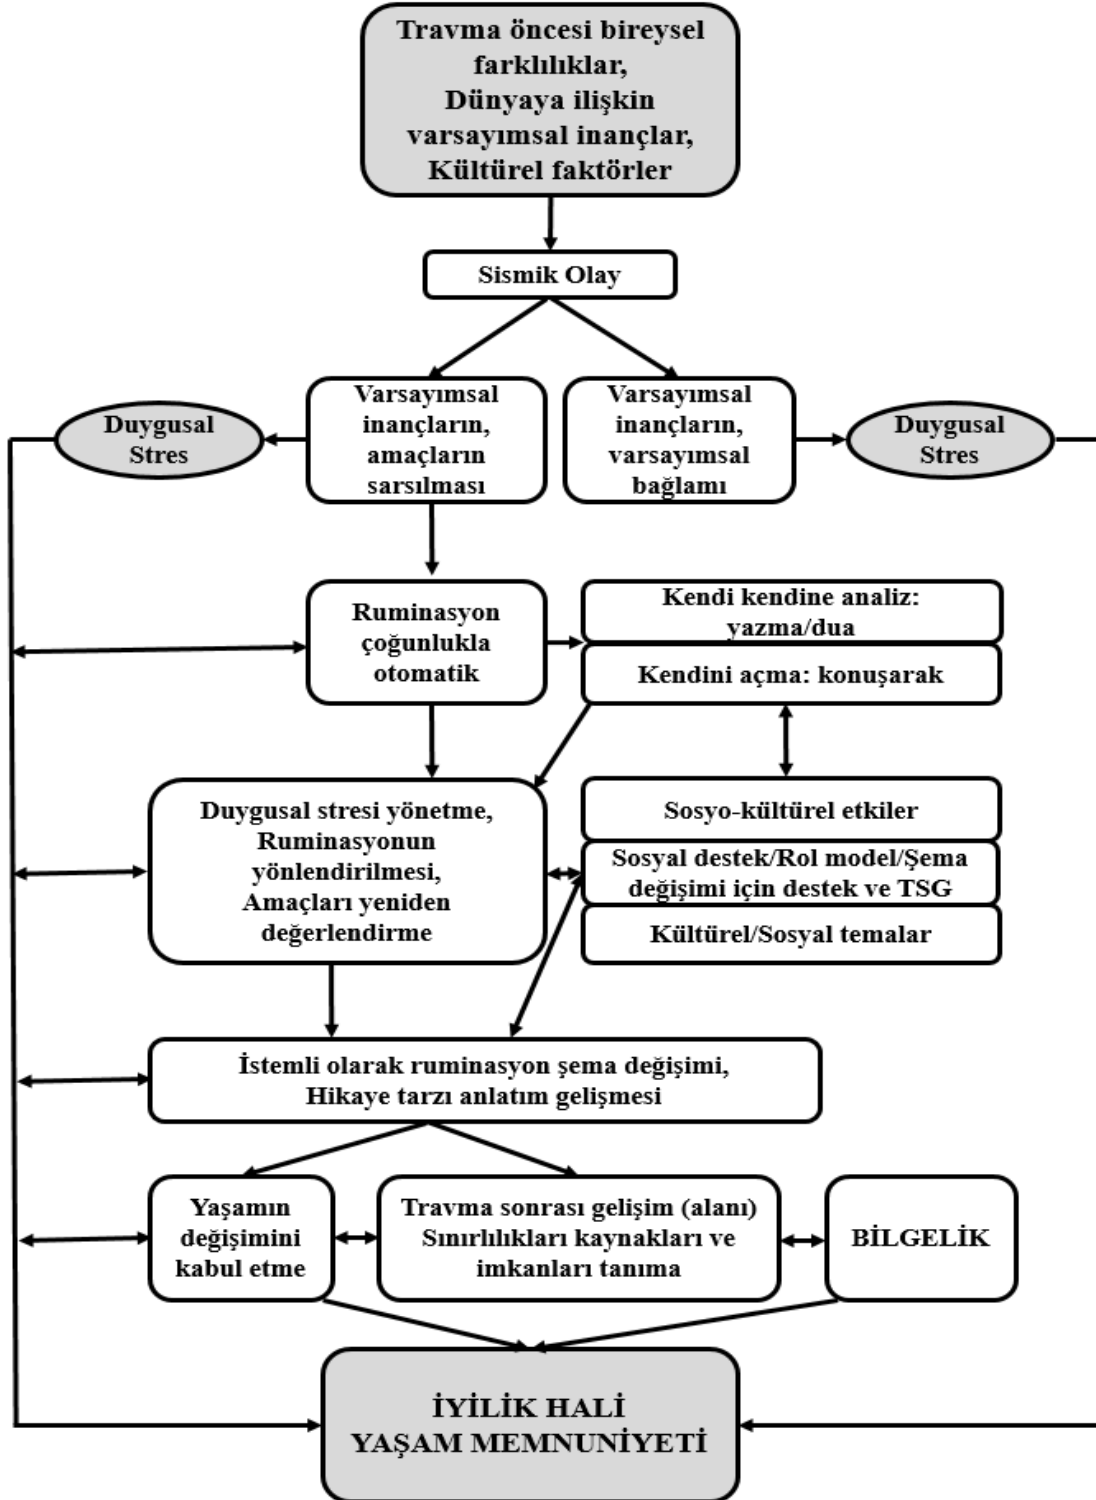 Travma öncesi bireysel
farklılıklar,
Dünyaya ilişkin
varsayımsal inançlar,
Kültürel faktörler
Sismik Olay
Duygusal
Stres
Varsayımsal
inançların,
amaçların
sarsılması
Varsayımsal
inançların,
varsayımsal
bağlamı
Duygusal
Stres
Ruminasyon
çoğunlukla
otomatik
Kendi kendine analiz:
yazma/dua
Kendini açma: konuşarak
Duygusal stresi yönetme,
Ruminasyonun
yönlendirilmesi,
Amaçları yeniden
değerlendirme
Sosyo-kültürel etkiler
Sosyal destek/Rol model/Şema
değişimi için destek ve TSG
Kültürel/Sosyal temalar
İstemli olarak ruminasyon şema değişimi,
Hikaye tarzı anlatım gelişmesi
Yaşamın
değişimini
kabul etme
Travma sonrası gelişim (alanı)
Sınırlılıkları kaynakları ve
imkanları tanıma
BİLGELİK
İYİLİK HALİ
YAŞAM MEMNUNİYETİ